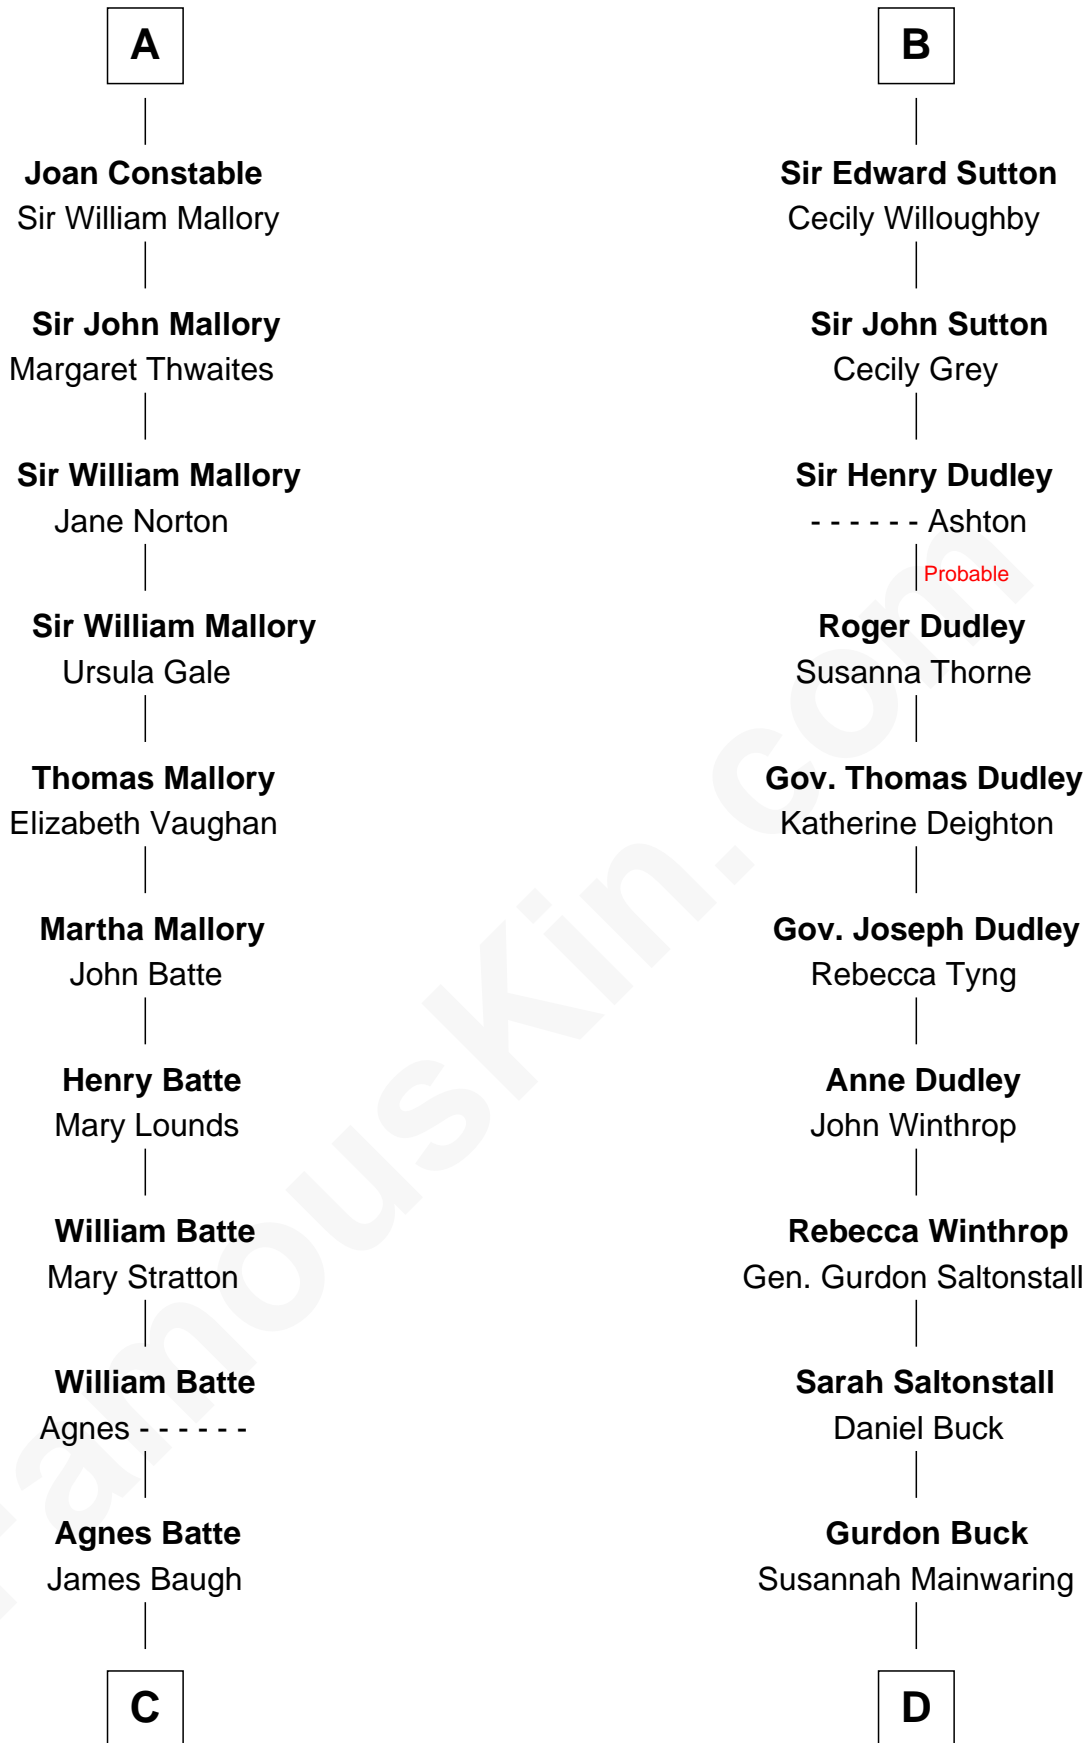 A
Joan Constable
Sir William Mallory
Sir John Mallory
Margaret Thwaites
Sir William Mallory
Jane Norton
Sir William Mallory
Ursula Gale
Thomas Mallory
Elizabeth Vaughan
Martha Mallory
John Batte
Henry Batte
Mary Lounds
William Batte
Mary Stratton
William Batte
Agnes - - - - - -
Agnes Batte
James Baugh
C
B
Sir Edward Sutton
Cecily Willoughby
Sir John Sutton
Cecily Grey
Sir Henry Dudley
- - - - - - Ashton
Probable
Roger Dudley
Susanna Thorne
Gov. Thomas Dudley
Katherine Deighton
Gov. Joseph Dudley
Rebecca Tyng
Anne Dudley
John Winthrop
Rebecca Winthrop
Gen. Gurdon Saltonstall
Sarah Saltonstall
Daniel Buck
Gurdon Buck
Susannah Mainwaring
D
FamousKin.com